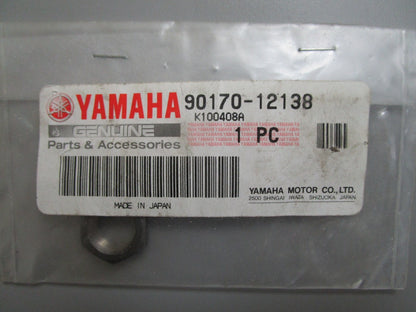 YAMAHA 90170-12138
K100408A
GENUINE
1 PC
Parts & Accessories
MADE IN JAPAN
YAMAHA MOTOR CO.,LTD.
2500 SHINGAI IWATA SHIZUOKA JAPAN